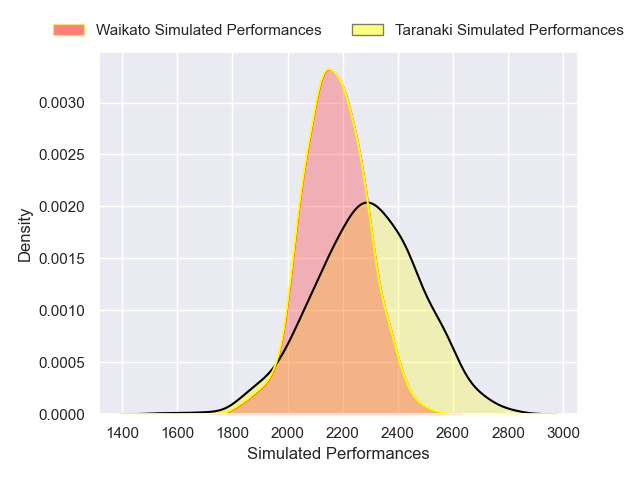 Waikato Simulated Performances
Taranaki Simulated Performances
Density
0.0030
0.0025
0.0020
0.0015
0.0010
0.0005
0.0000
1400 1600 1800 2000 2200 2400 2600 2800 3000
Simulated Performances